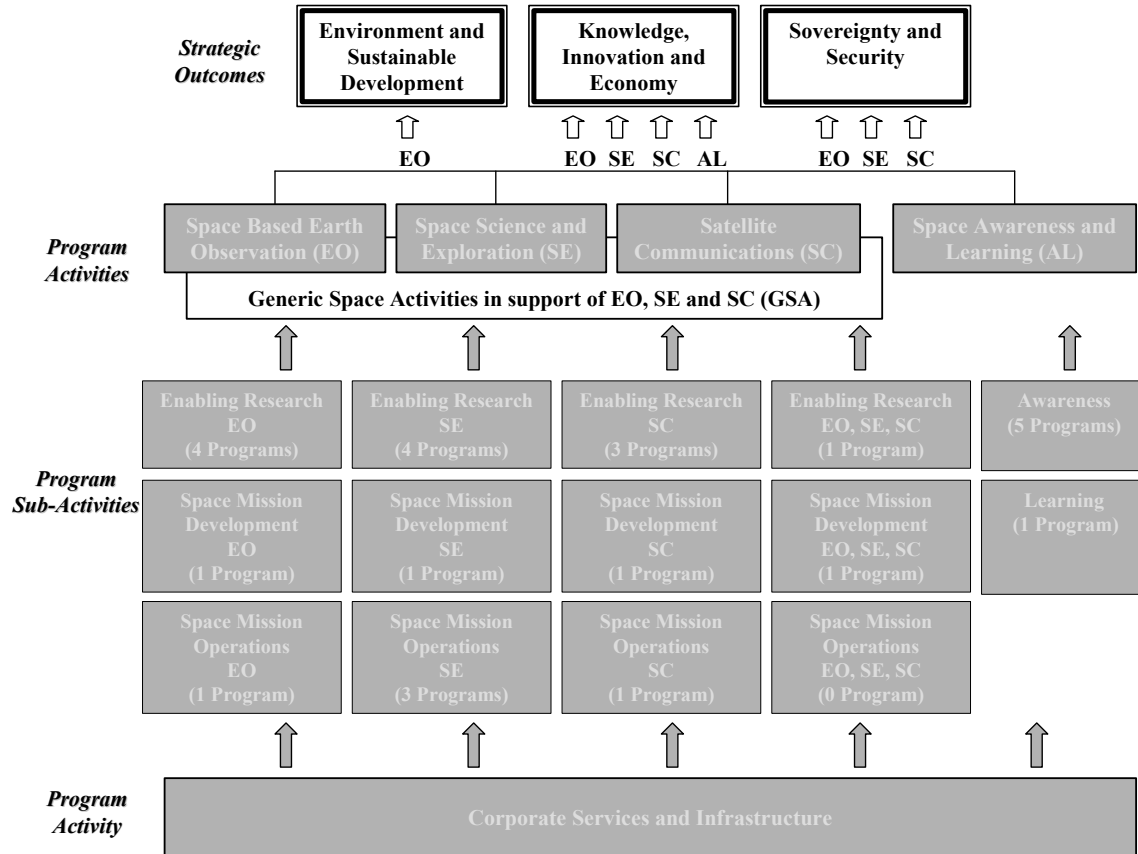 Strategic
Outcomes
Environment and
Sustainable
Development
Knowledge,
Innovation and
Economy
Sovereignty and
Security
EO
EO SE SC AL
EO SE SC
Program
Activities
Space Based Earth
Observation (EO)
Space Science and
Exploration (SE)
Satellite
Communications (SC)
Space Awareness and
Learning (AL)
Generic Space Activities in support of EO, SE and SC (GSA)
Program
Sub-Activities
Enabling Research
EO
(4 Programs)
Enabling Research
SE
(4 Programs)
Enabling Research
SC
(3 Programs)
Enabling Research
EO, SE, SC
(1 Program)
Awareness
(5 Programs)
Space Mission
Development
EO
(1 Program)
Space Mission
Development
SE
(1 Program)
Space Mission
Development
SC
(1 Program)
Space Mission
Development
EO, SE, SC
(1 Program)
Learning
(1 Program)
Space Mission
Operations
EO
(1 Program)
Space Mission
Operations
SE
(3 Programs)
Space Mission
Operations
SC
(1 Program)
Space Mission
Operations
EO, SE, SC
(0 Program)
Program
Activity
Corporate Services and Infrastructure